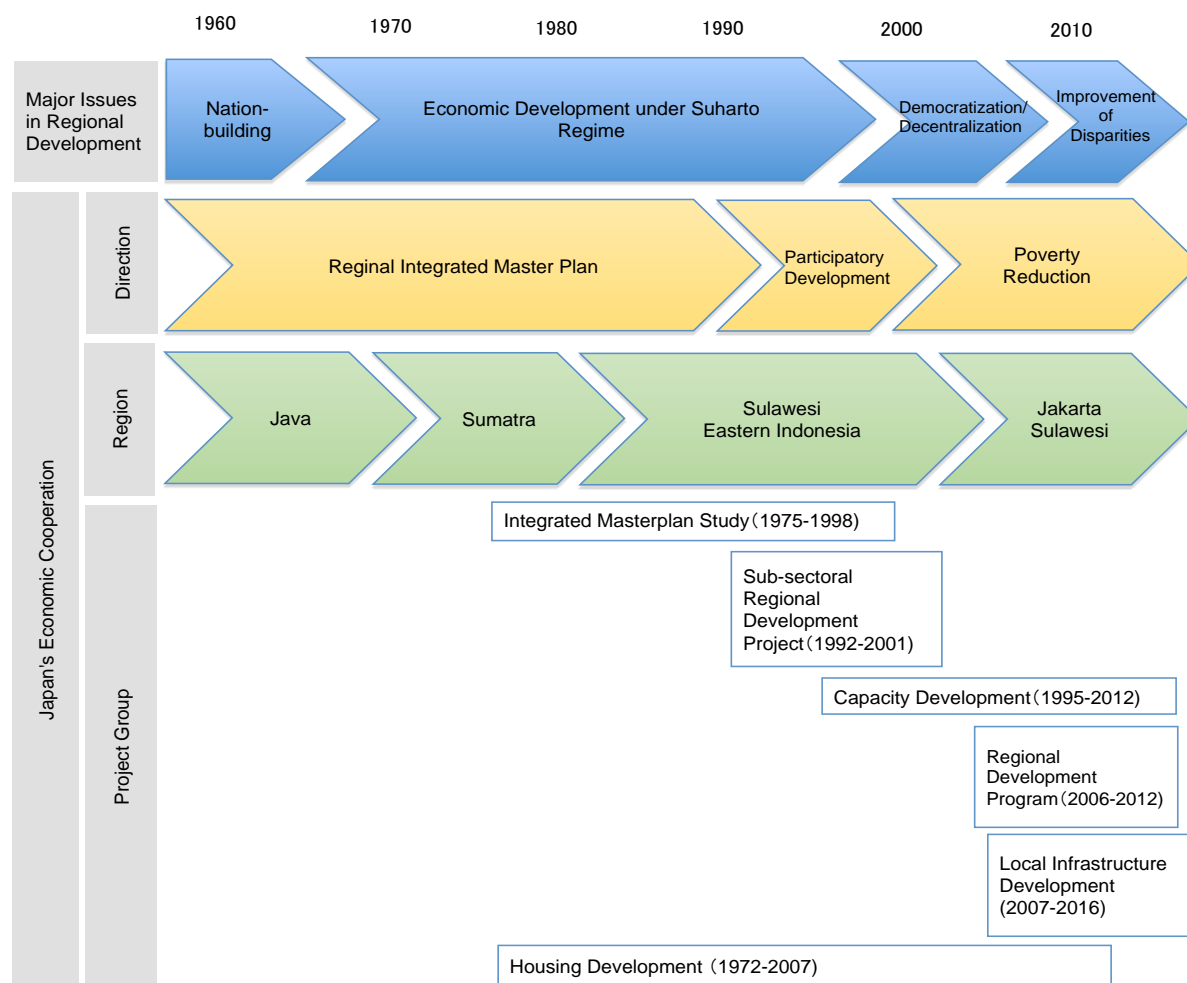 1960
1970
1980
1990
2000
2010
Major Issues
in Regional
Development
Nation-
building
Economic Development under Suharto
Regime
Democratization/
Decentralization
Improvement
of
Disparities
Japan's Economic Cooperation
Direction
Reginal Integrated Master Plan
Participatory
Development
Poverty
Reduction
Region
Java
Sumatra
Sulawesi
Eastern Indonesia
Jakarta
Sulawesi
Project Group
Integrated Masterplan Study（1975-1998)
Sub-sectoral
Regional
Development
Project（1992-2001)
Capacity Development（1995-2012)
Regional
Development
Program（2006-2012)
Local Infrastructure
Development
(2007-2016)
Housing Development （1972-2007)